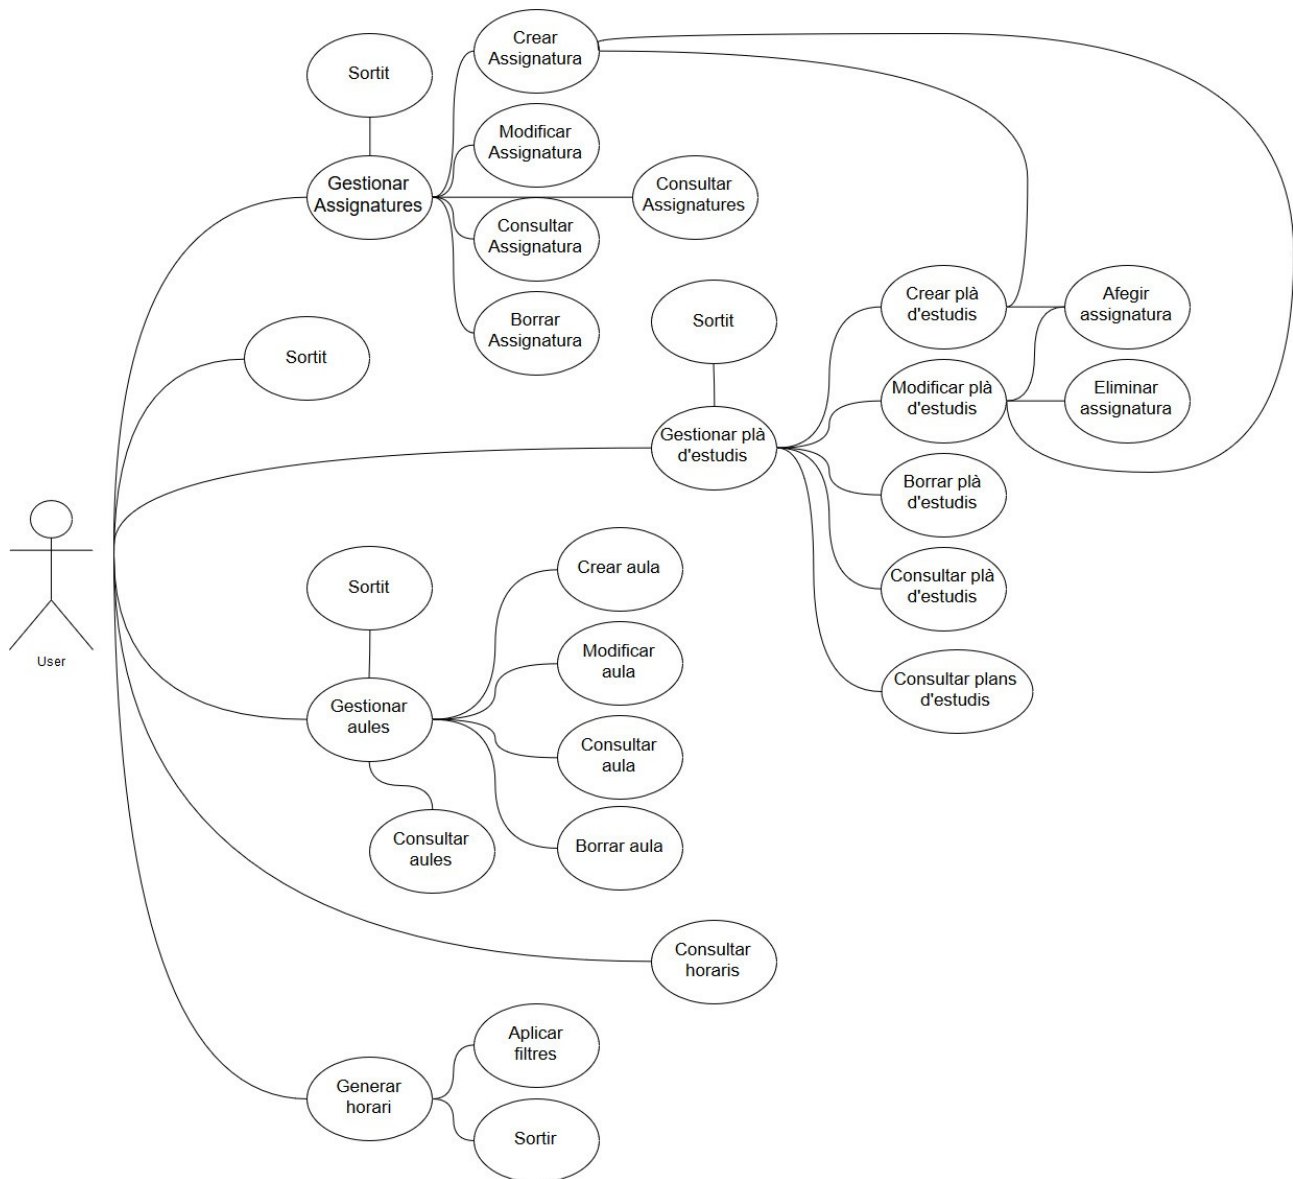 Crear
Assignatura
Sortit
Modificar
Assignatura
Gestionar
Assignatures
Consultar
Assignatures
Consultar
Assignatura
Borrar
Assignatura
Sortit
Sortit
Crear plà
d'estudis
Afegir
assignatura
Modificar plà
d'estudis
Eliminar
assignatura
Gestionar plà
d'estudis
Borrar plà
d'estudis
Consultar plà
d'estudis
Consultar plans
d'estudis
User
Sortit
Crear aula
Modificar
aula
Gestionar
aules
Consultar
aula
Consultar
aules
Borrar aula
Consultar
horaris
Aplicar
filtres
Generar
horari
Sortir